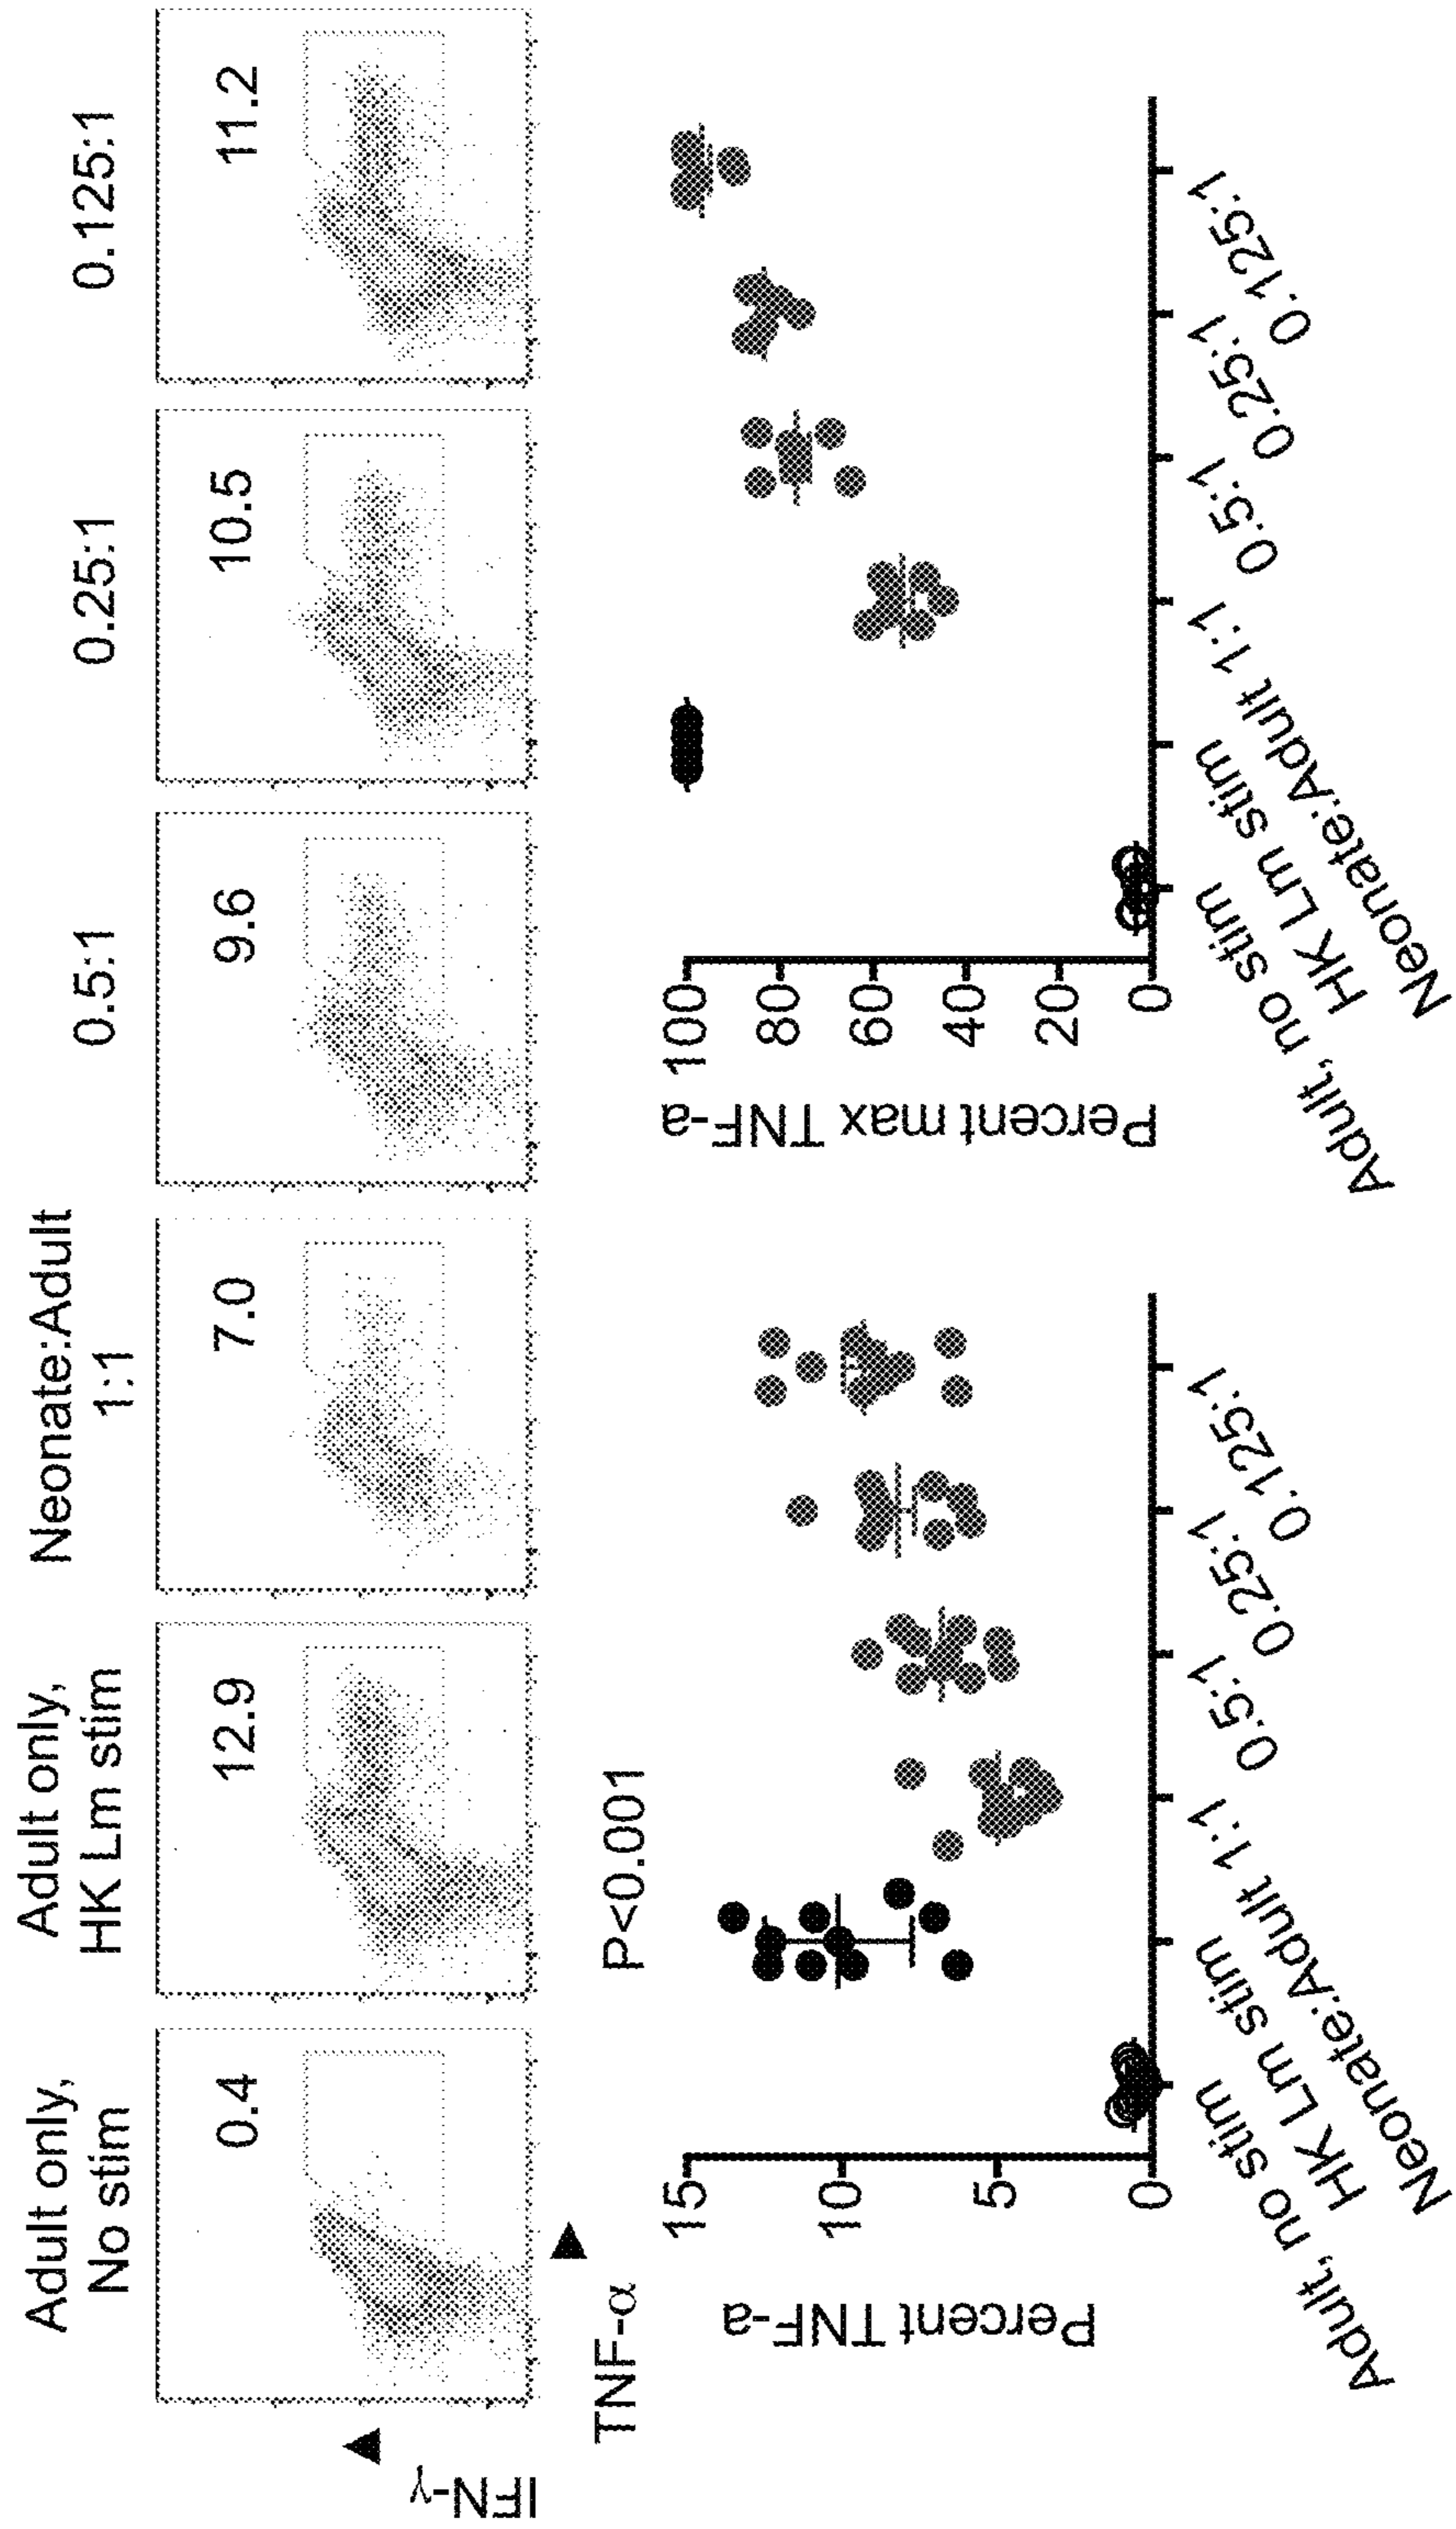 Adult only,
No stim
Adult only,
HK Lm stim
Neonate:Adult
1:1
0.5:1
0.25:1
0.125:1
0.4
12.9
7.0
9.6
10.5
11.2
IFN-γ
TNF-α
P<0.001
Percent TNF-a
15
10
5
0
Adult, no stim
HK Lm stim
Neonate:Adult 1:1
0.5:1
0.25:1
0.125:1
Percent max TNF-a
100
80
60
40
20
0
Adult, no stim
HK Lm stim
Neonate:Adult 1:1
0.5:1
0.25:1
0.125:1